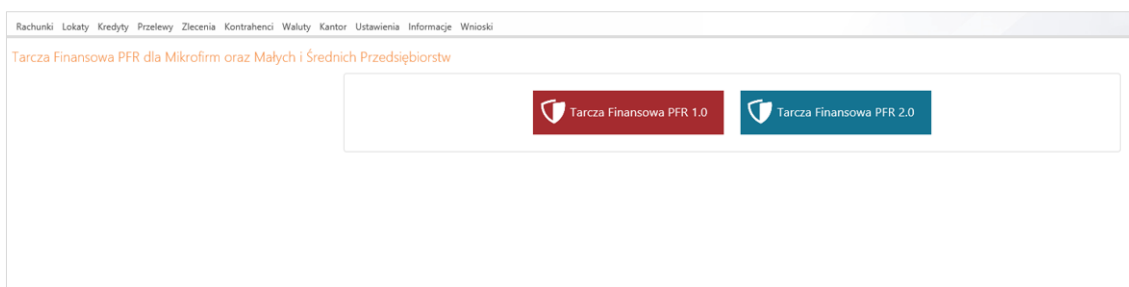 Rachunki Lokaty Kredyty Przelewy Zlecenia Kontrahenci Waluty Kantor Ustawienia Informacje Wnioski
Tarcza Finansowa PFR dla Mikrofirm oraz Małych i Średnich Przedsiębiorstw
Tarcza Finansowa PFR 1.0 Tarcza Finansowa PFR 2.0